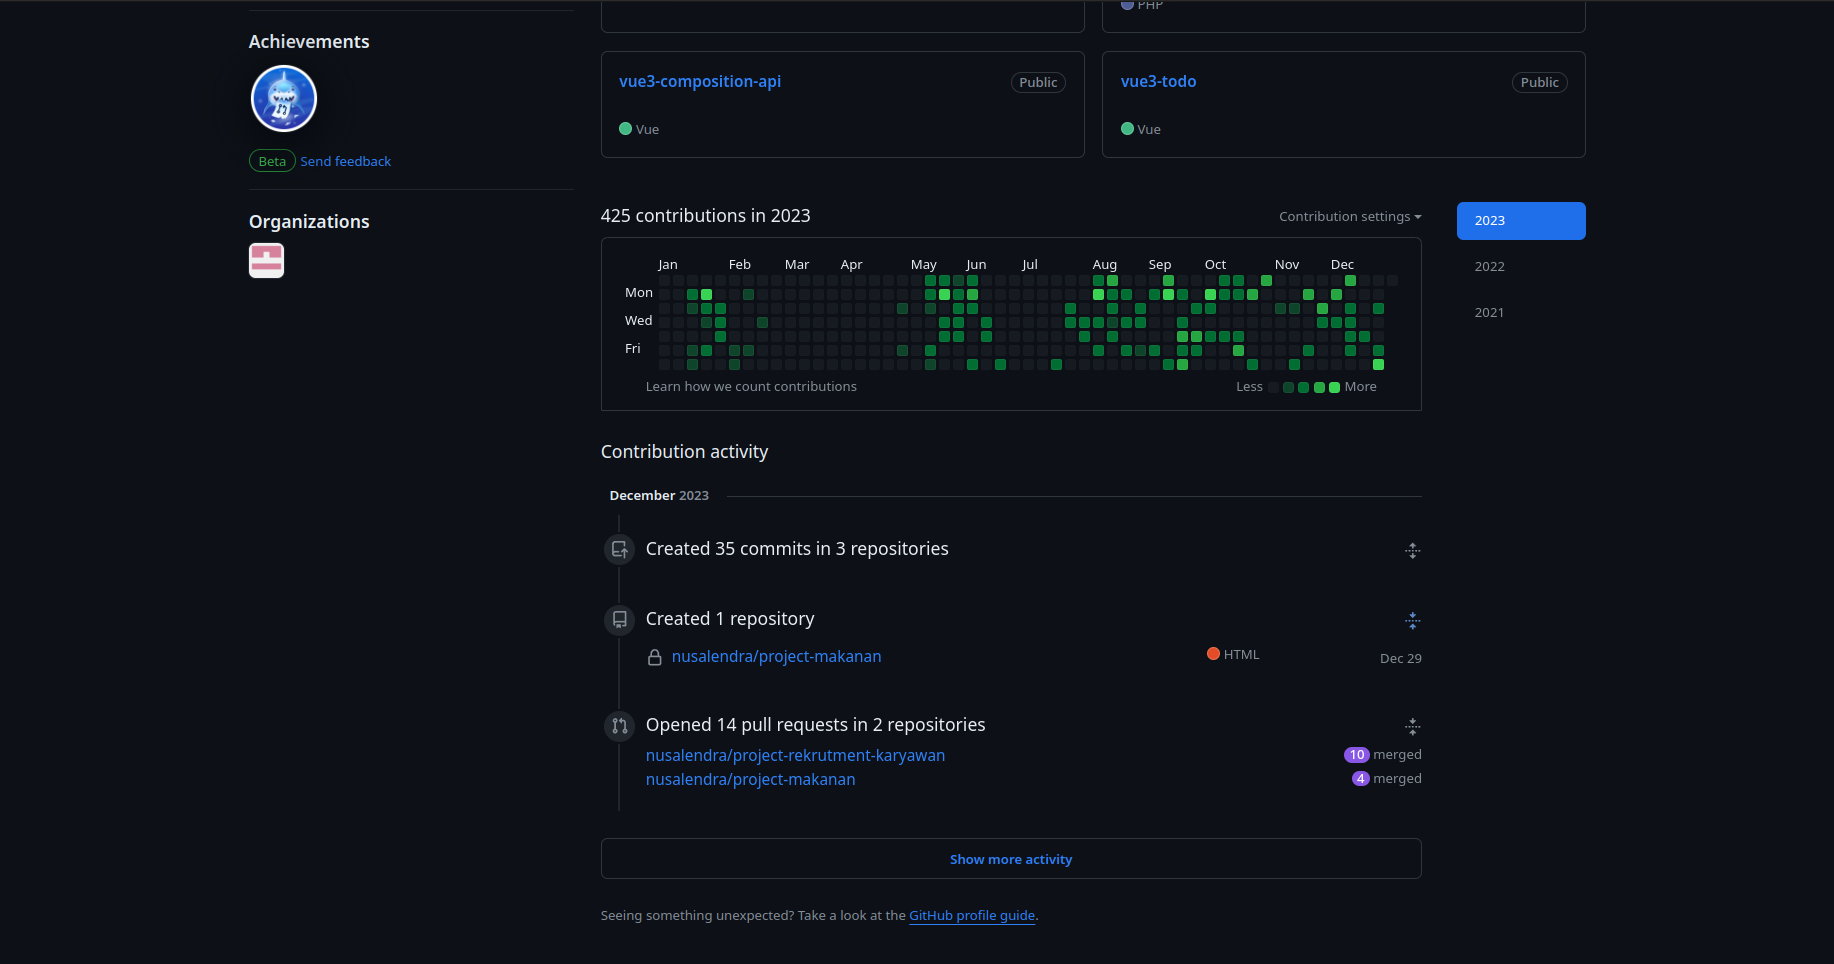 PHP
Achievements
Beta Send feedback
Organizations
vue3-composition-api Public
Vue
vue3-todo Public
Vue
425 contributions in 2023
Contribution settings
2023
2022
2021
Jan Feb Mar Apr May Jun Jul Aug Sep Oct Nov Dec
Mon
Wed
Fri
Learn how we count contributions
Less More
Contribution activity
December 2023
Created 35 commits in 3 repositories
Created 1 repository
nusalendra/project-makanan HTML Dec 29
Opened 14 pull requests in 2 repositories
nusalendra/project-rekrutment-karyawan 10 merged
nusalendra/project-makanan 4 merged
Show more activity
Seeing something unexpected? Take a look at the GitHub profile guide.